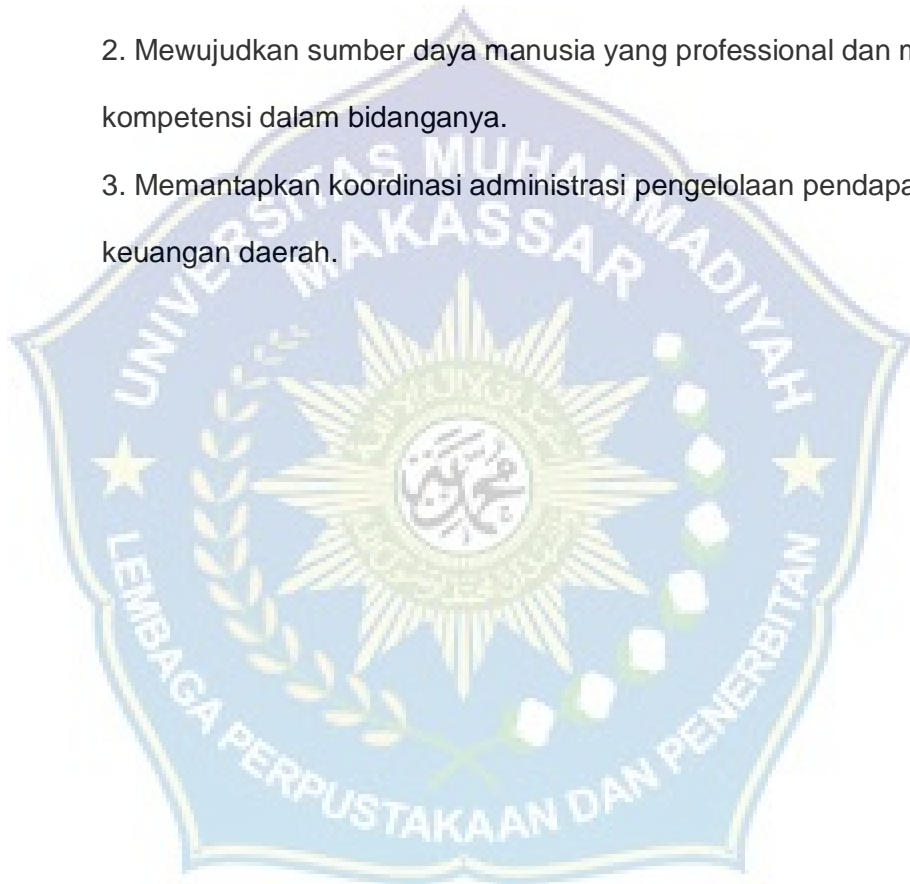 2. Mewujudkan sumber daya manusia yang professional dan m
kompetensi dalam bidanganya.
3. Memantapkan koordinasi administrasi pengelolaan pendapa
keuangan daerah.
UNIVERSITAS MUHAMMADIYAH
MAKASSAR
محمد
LEMBAGA PERPUSTAKAAN DAN PENERBITAN